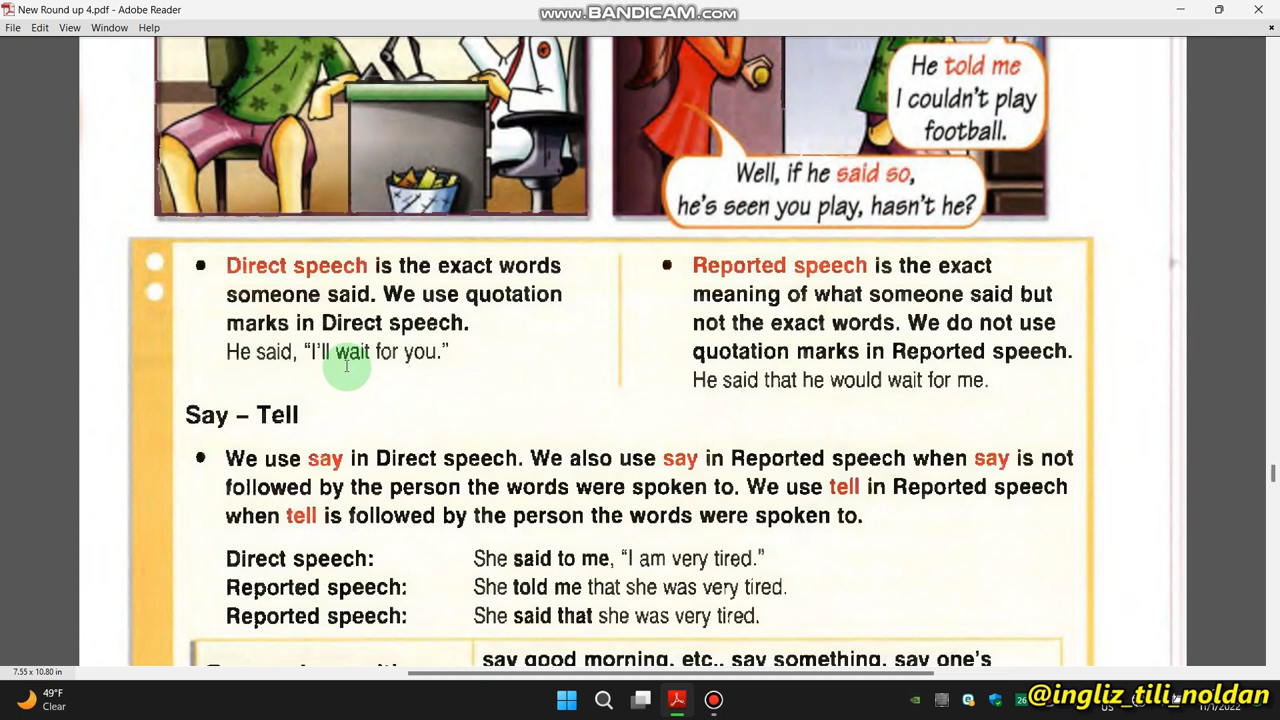 New Round up 4.pdf - Adobe Reader
www.BANDICAM.com
File Edit View Window Help
He told me
I couldn't play
football.
Well, if he said so,
he's seen you play, hasn't he?
• Direct speech is the exact words
someone said. We use quotation
marks in Direct speech.
He said, "I'll wait for you."
• Reported speech is the exact
meaning of what someone said but
not the exact words. We do not use
quotation marks in Reported speech.
He said that he would wait for me.
Say – Tell
• We use say in Direct speech. We also use say in Reported speech when say is not
followed by the person the words were spoken to. We use tell in Reported speech
when tell is followed by the person the words were spoken to.
Direct speech: She said to me, "I am very tired."
Reported speech: She told me that she was very tired.
Reported speech: She said that she was very tired.
say good morning, etc., say something, say one's
7.55 x 10.80 in
49°F
Clear
26
@ingliz_tili_noldan